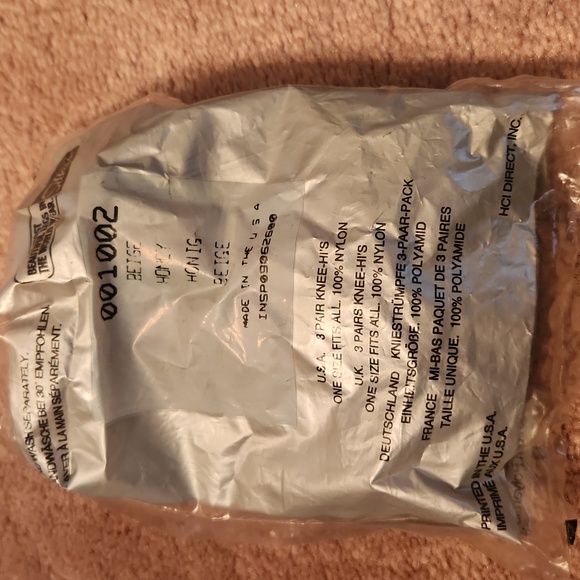 001002
BEIGE
HONEY
HONIG
BEIGE
MADE IN THE U S A
INSP09062600
U.S.A. 3 PAIR KNEE-HI'S
ONE SIZE FITS ALL. 100% NYLON
U.K. 3 PAIRS KNEE-HI'S
ONE SIZE FITS ALL. 100% NYLON
DEUTSCHLAND KNIESTRÜMPFE 3-PAAR-PACK
EINHEITSGRÖBE. 100% POLYAMID
FRANCE MI-BAS PAQUET DE 3 PAIRES
TAILLE UNIQUE. 100% POLYAMIDE
HCI DIRECT, INC.
WASH SEPARATELY.
HANDWÄSCHE BEI 30° EMPFOHLEN.
LAVER À LA MAIN SÉPARÉMENT.
PRINTED IN THE U.S.A.
IMPRIMÉ AUX U.S.A.